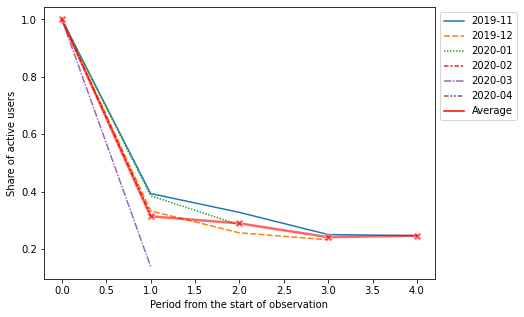 1.0
0.8
0.6
0.4
0.2
Share of active users
0.0 0.5 1.0 1.5 2.0 2.5 3.0 3.5 4.0
Period from the start of observation
2019-11
2019-12
2020-01
2020-02
2020-03
2020-04
Average